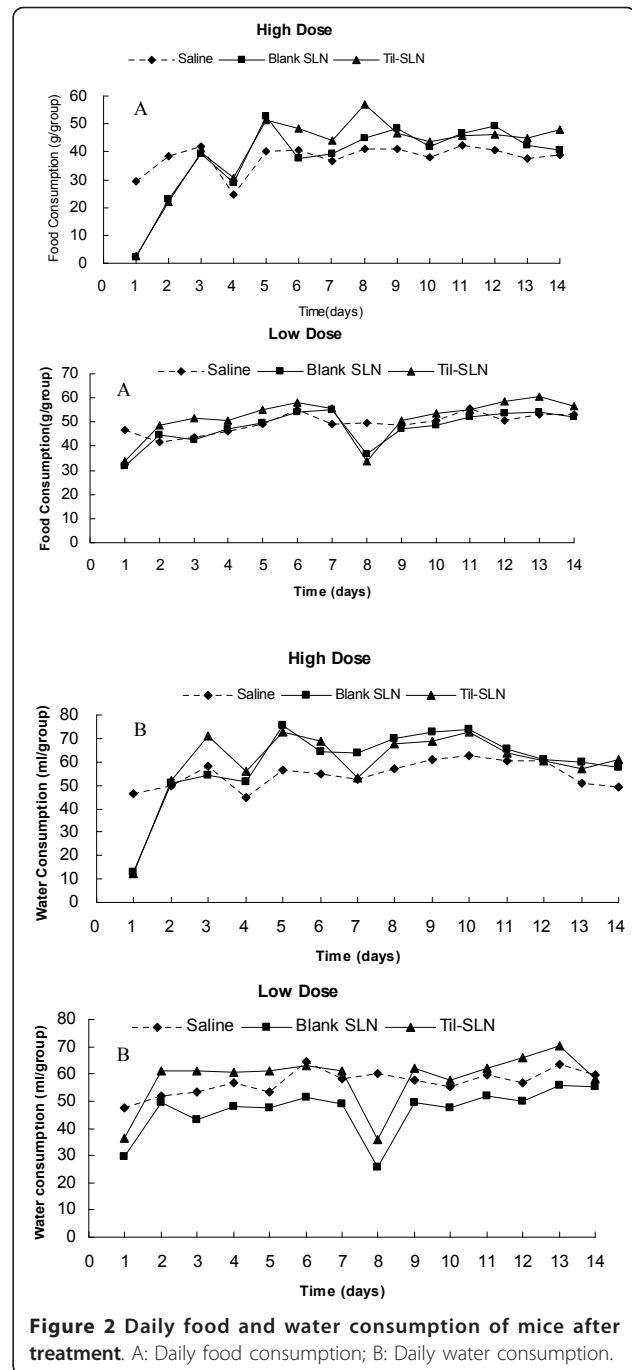 High Dose
Saline Blank SLN Til-SLN
A
Food Consumption (g/group)
60
50
40
30
20
10
0
0 1 2 3 4 5 6 7 8 9 10 11 12 13 14
Time(days)
Low Dose
Saline Blank SLN Til-SLN
A
Food Consumption(g/group)
70
60
50
40
30
20
10
0
0 1 2 3 4 5 6 7 8 9 10 11 12 13 14
Time (days)
High Dose
Saline Blank SLN Til-SLN
B
Water Consumption (ml/group)
80
70
60
50
40
30
20
10
0
0 1 2 3 4 5 6 7 8 9 10 11 12 13 14
Time (days)
Low Dose
Saline Blank SLN Til-SLN
B
Water consumption (ml/group)
80
70
60
50
40
30
20
10
0
0 1 2 3 4 5 6 7 8 9 10 11 12 13 14
Time (days)
Figure 2 Daily food and water consumption of mice after
treatment. A: Daily food consumption; B: Daily water consumption.